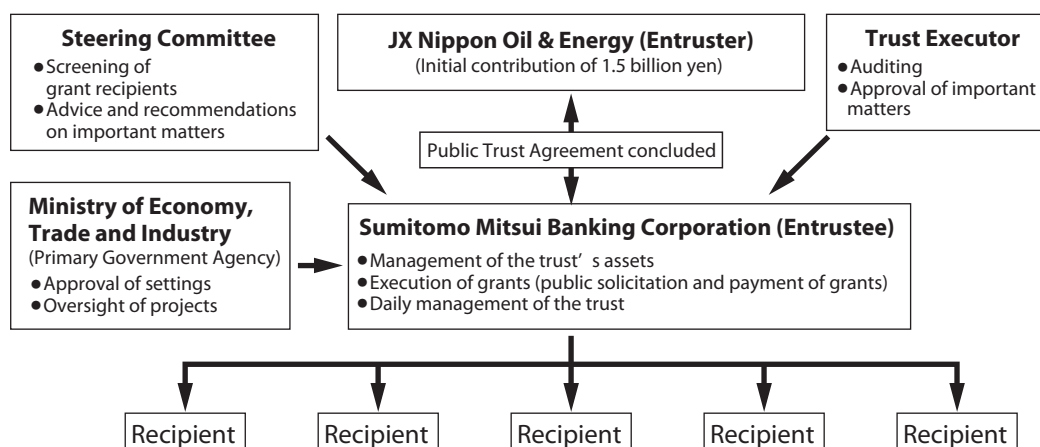 Steering Committee
●Screening of
grant recipients
●Advice and recommendations
on important matters
JX Nippon Oil & Energy (Entruster)
(Initial contribution of 1.5 billion yen)
Trust Executor
●Auditing
●Approval of important
matters
Public Trust Agreement concluded
Ministry of Economy,
Trade and Industry
(Primary Government Agency)
●Approval of settings
●Oversight of projects
Sumitomo Mitsui Banking Corporation (Entrustee)
●Management of the trust’s assets
●Execution of grants (public solicitation and payment of grants)
●Daily management of the trust
Recipient
Recipient
Recipient
Recipient
Recipient